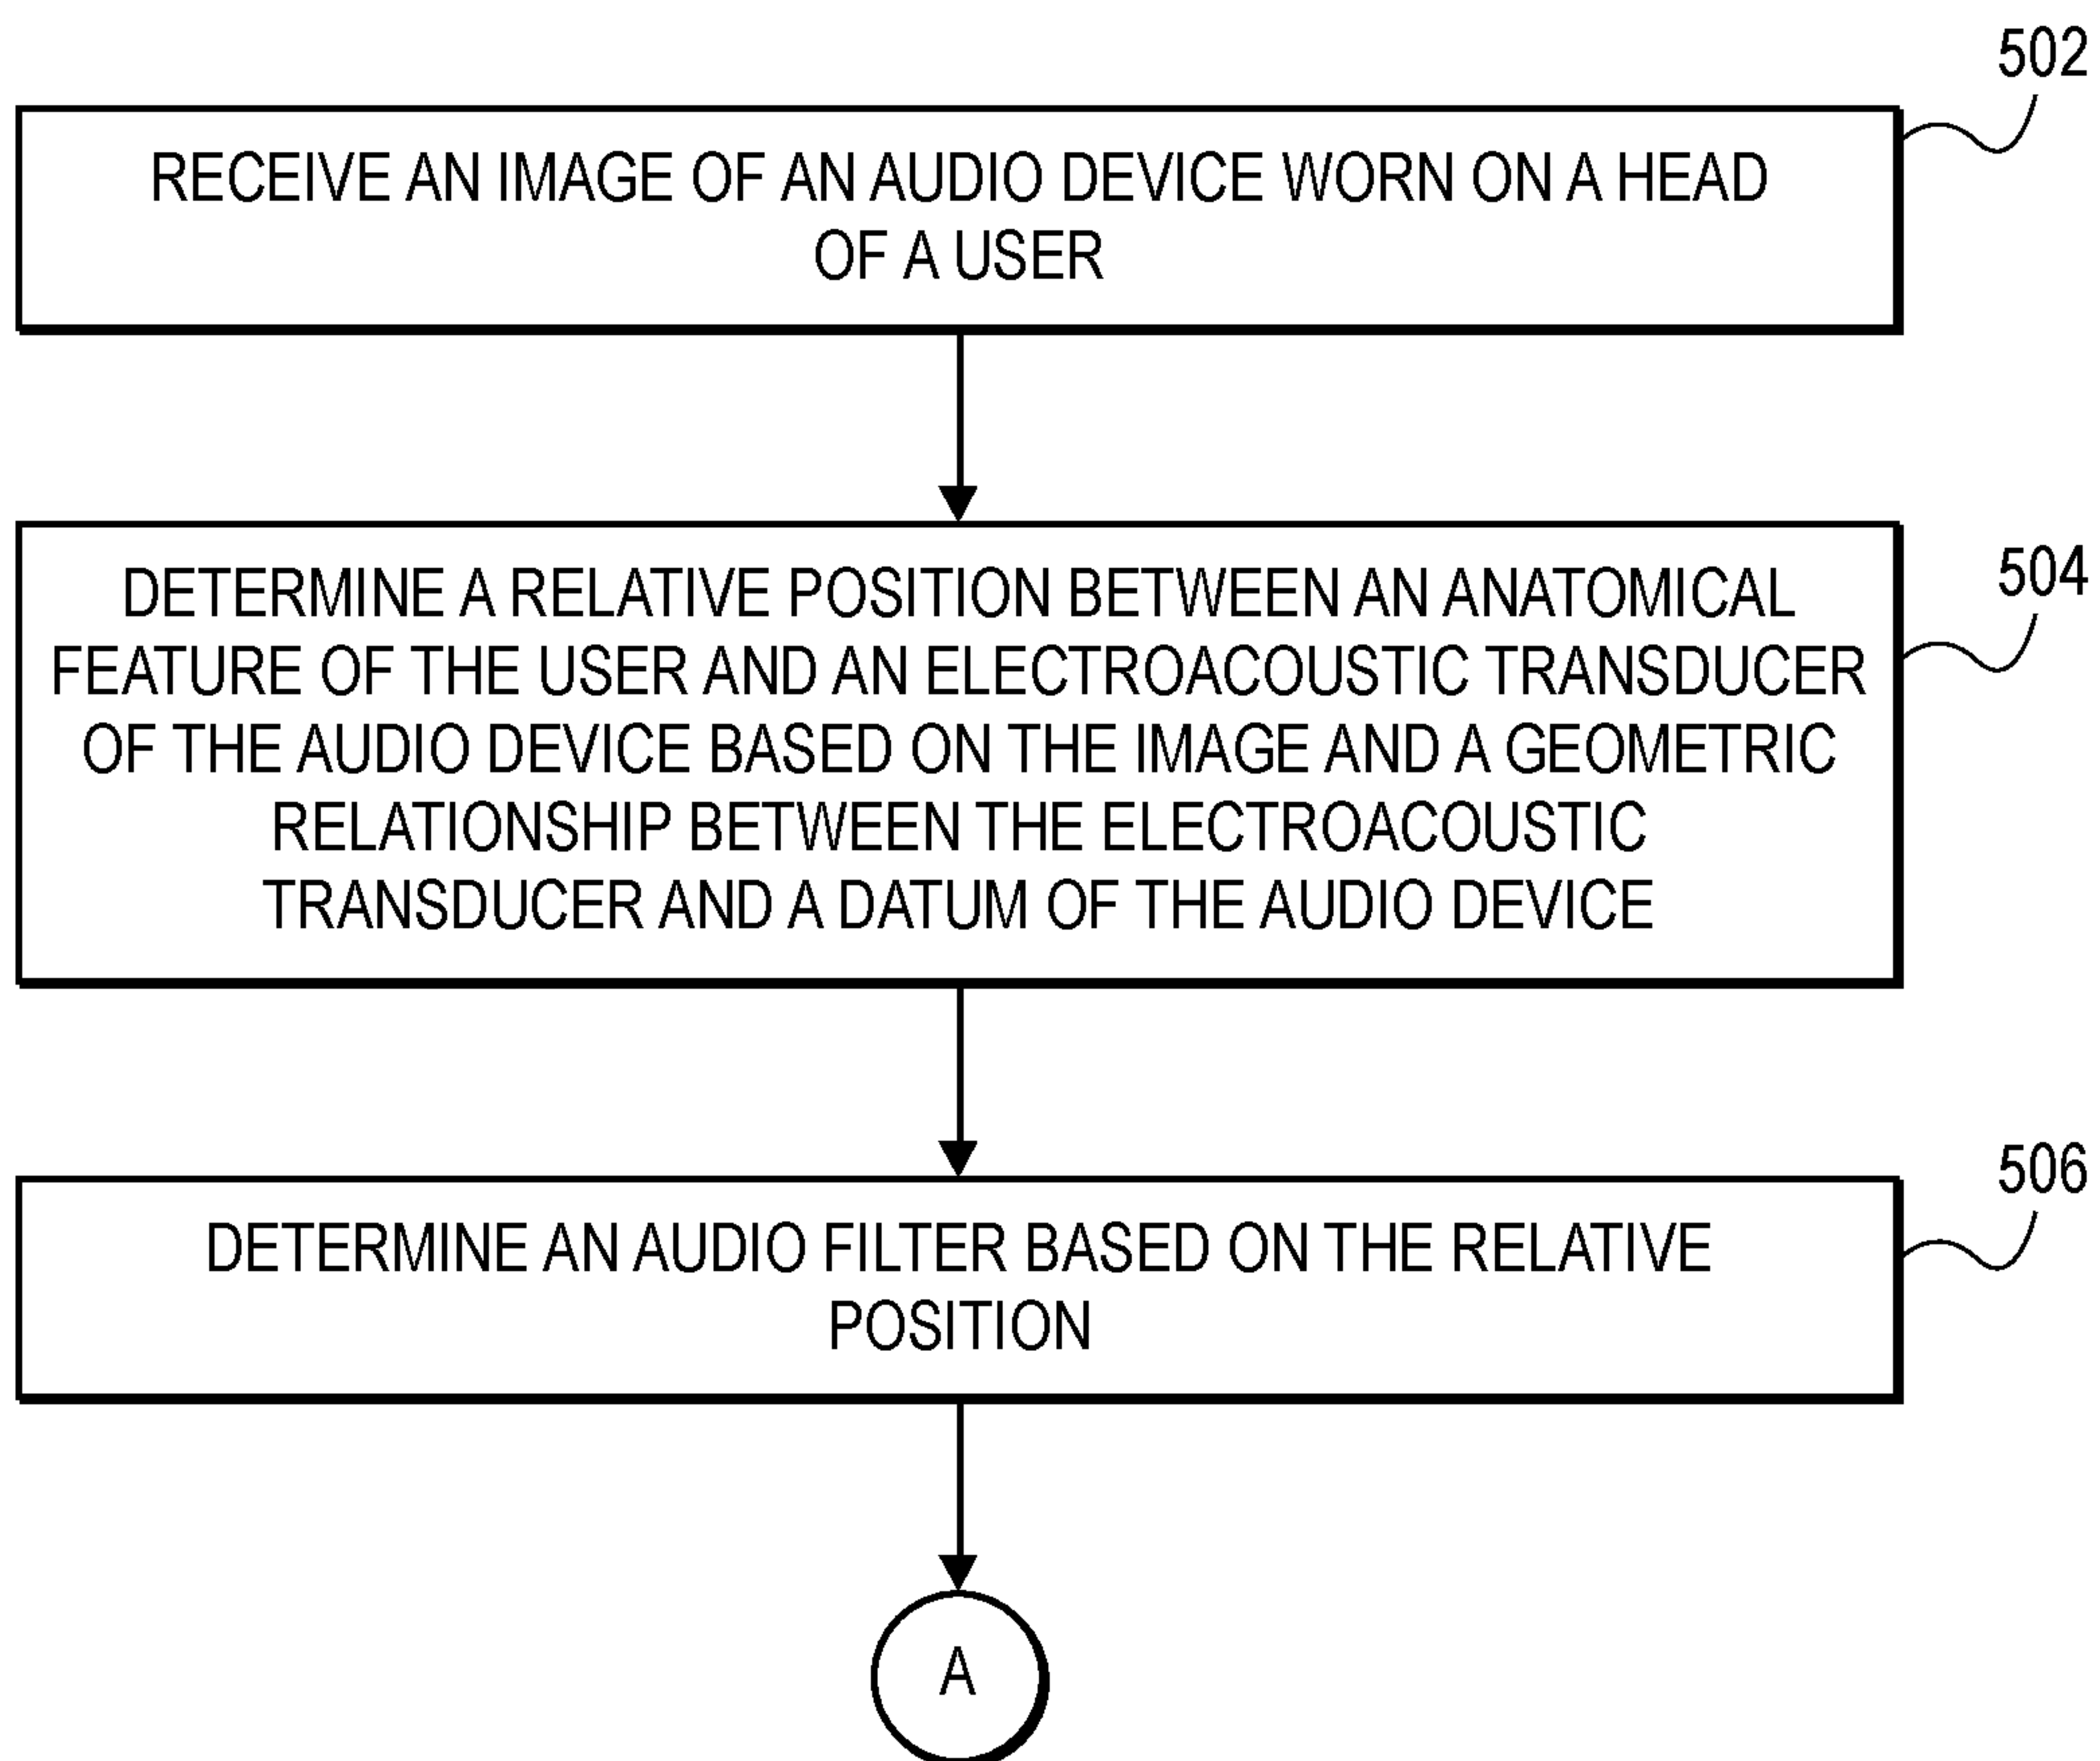 502
RECEIVE AN IMAGE OF AN AUDIO DEVICE WORN ON A HEAD
OF A USER
504
DETERMINE A RELATIVE POSITION BETWEEN AN ANATOMICAL
FEATURE OF THE USER AND AN ELECTROACOUSTIC TRANSDUCER
OF THE AUDIO DEVICE BASED ON THE IMAGE AND A GEOMETRIC
RELATIONSHIP BETWEEN THE ELECTROACOUSTIC
TRANSDUCER AND A DATUM OF THE AUDIO DEVICE
506
DETERMINE AN AUDIO FILTER BASED ON THE RELATIVE
POSITION
A